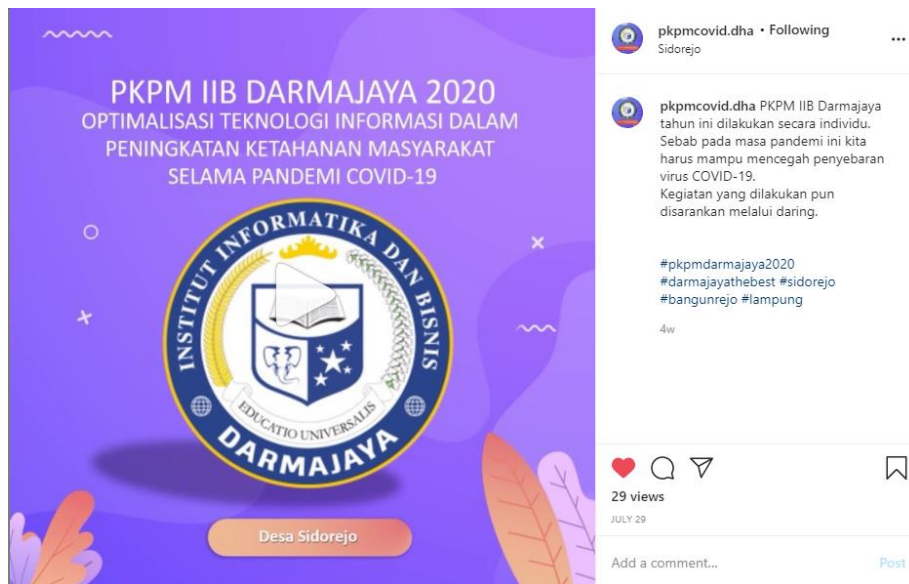 PKPM IIB DARMAJAYA 2020
OPTIMALISASI TEKNOLOGI INFORMASI DALAM
PENINGKATAN KETAHANAN MASYARAKAT
SELAMA PANDEMI COVID-19
INSTITUT INFORMATIKA DAN BISNIS
EDUCATIO UNIVERSALIS
DARMAJAYA
Desa Sidorejo
pkpmcovid.dha • Following
Sidorejo
pkpmcovid.dha PKPM IIB Darmajaya
tahun ini dilakukan secara individu.
Sebab pada masa pandemi ini kita
harus mampu mencegah penyebaran
virus COVID-19.
Kegiatan yang dilakukan pun
disarankan melalui daring.
#pkpmdarmajaya2020
#darmajayathebest #sidorejo
#bangunrejo #lampung
4w
29 views
JULY 29
Add a comment...
Post